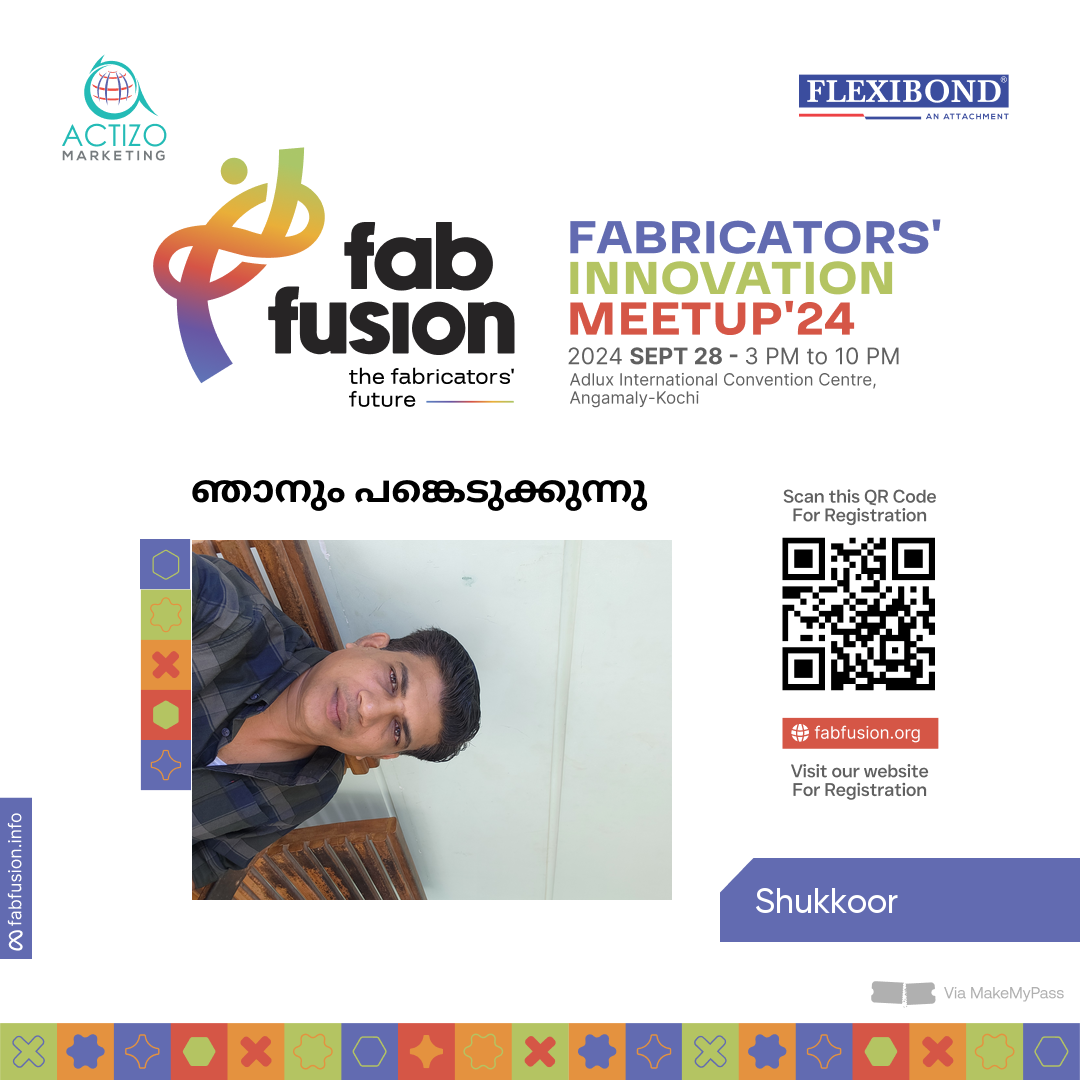 ACTIZO
MARKETING
FLEXIBOND®
AN ATTACHMENT
fab
fusion
the fabricators'
future
FABRICATORS'
INNOVATION
MEETUP'24
2024 SEPT 28 - 3 PM to 10 PM
Adlux International Convention Centre,
Angamaly-Kochi
ഞാനും പങ്കെടുക്കുന്നു
Scan this QR Code
For Registration
fabfusion.org
Visit our website
For Registration
fabfusion.info
Shukkoor
Via MakeMyPass